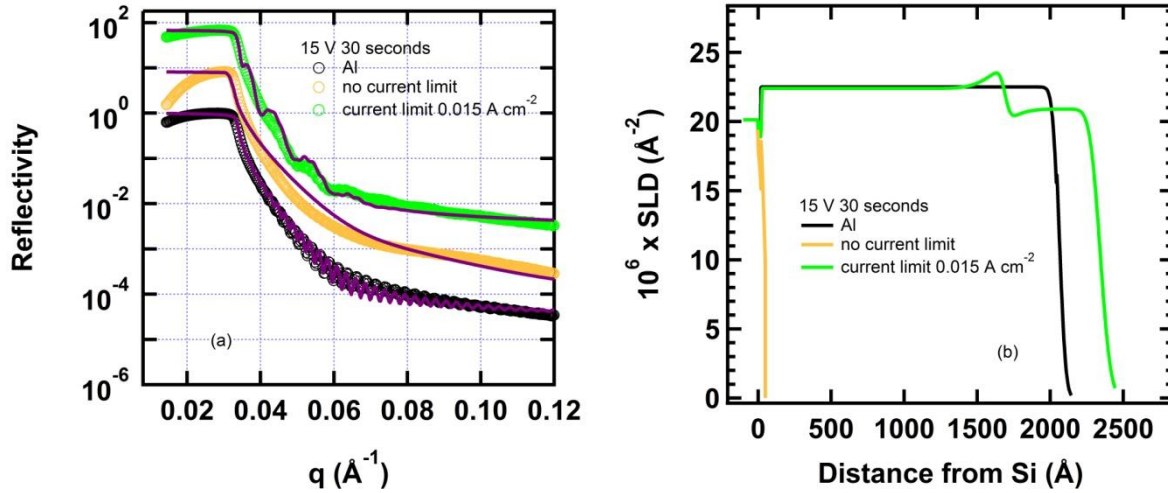 Reflectivity
10²
10⁰
10⁻²
10⁻⁴
10⁻⁶
15 V 30 seconds
Al
no current limit
current limit 0.015 A cm⁻²
(a)
0.02 0.04 0.06 0.08 0.10 0.12
q (Å⁻¹)
10⁶ x SLD (Å⁻²)
25
20
15
10
5
0
15 V 30 seconds
Al
no current limit
current limit 0.015 A cm⁻²
(b)
0 500 1000 1500 2000 2500
Distance from Si (Å)